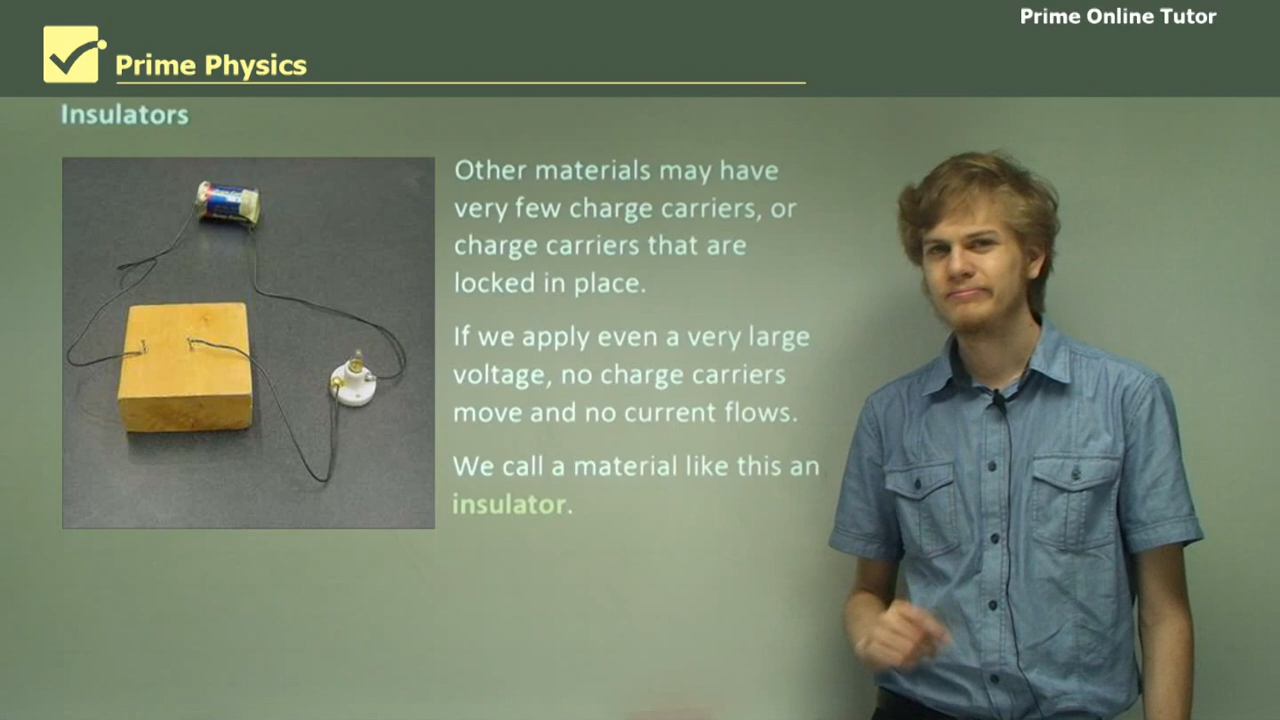 Prime Online Tutor
Prime Physics
Insulators
Other materials may have
very few charge carriers, or
charge carriers that are
locked in place.
If we apply even a very large
voltage, no charge carriers
move and no current flows.
We call a material like this an
insulator.